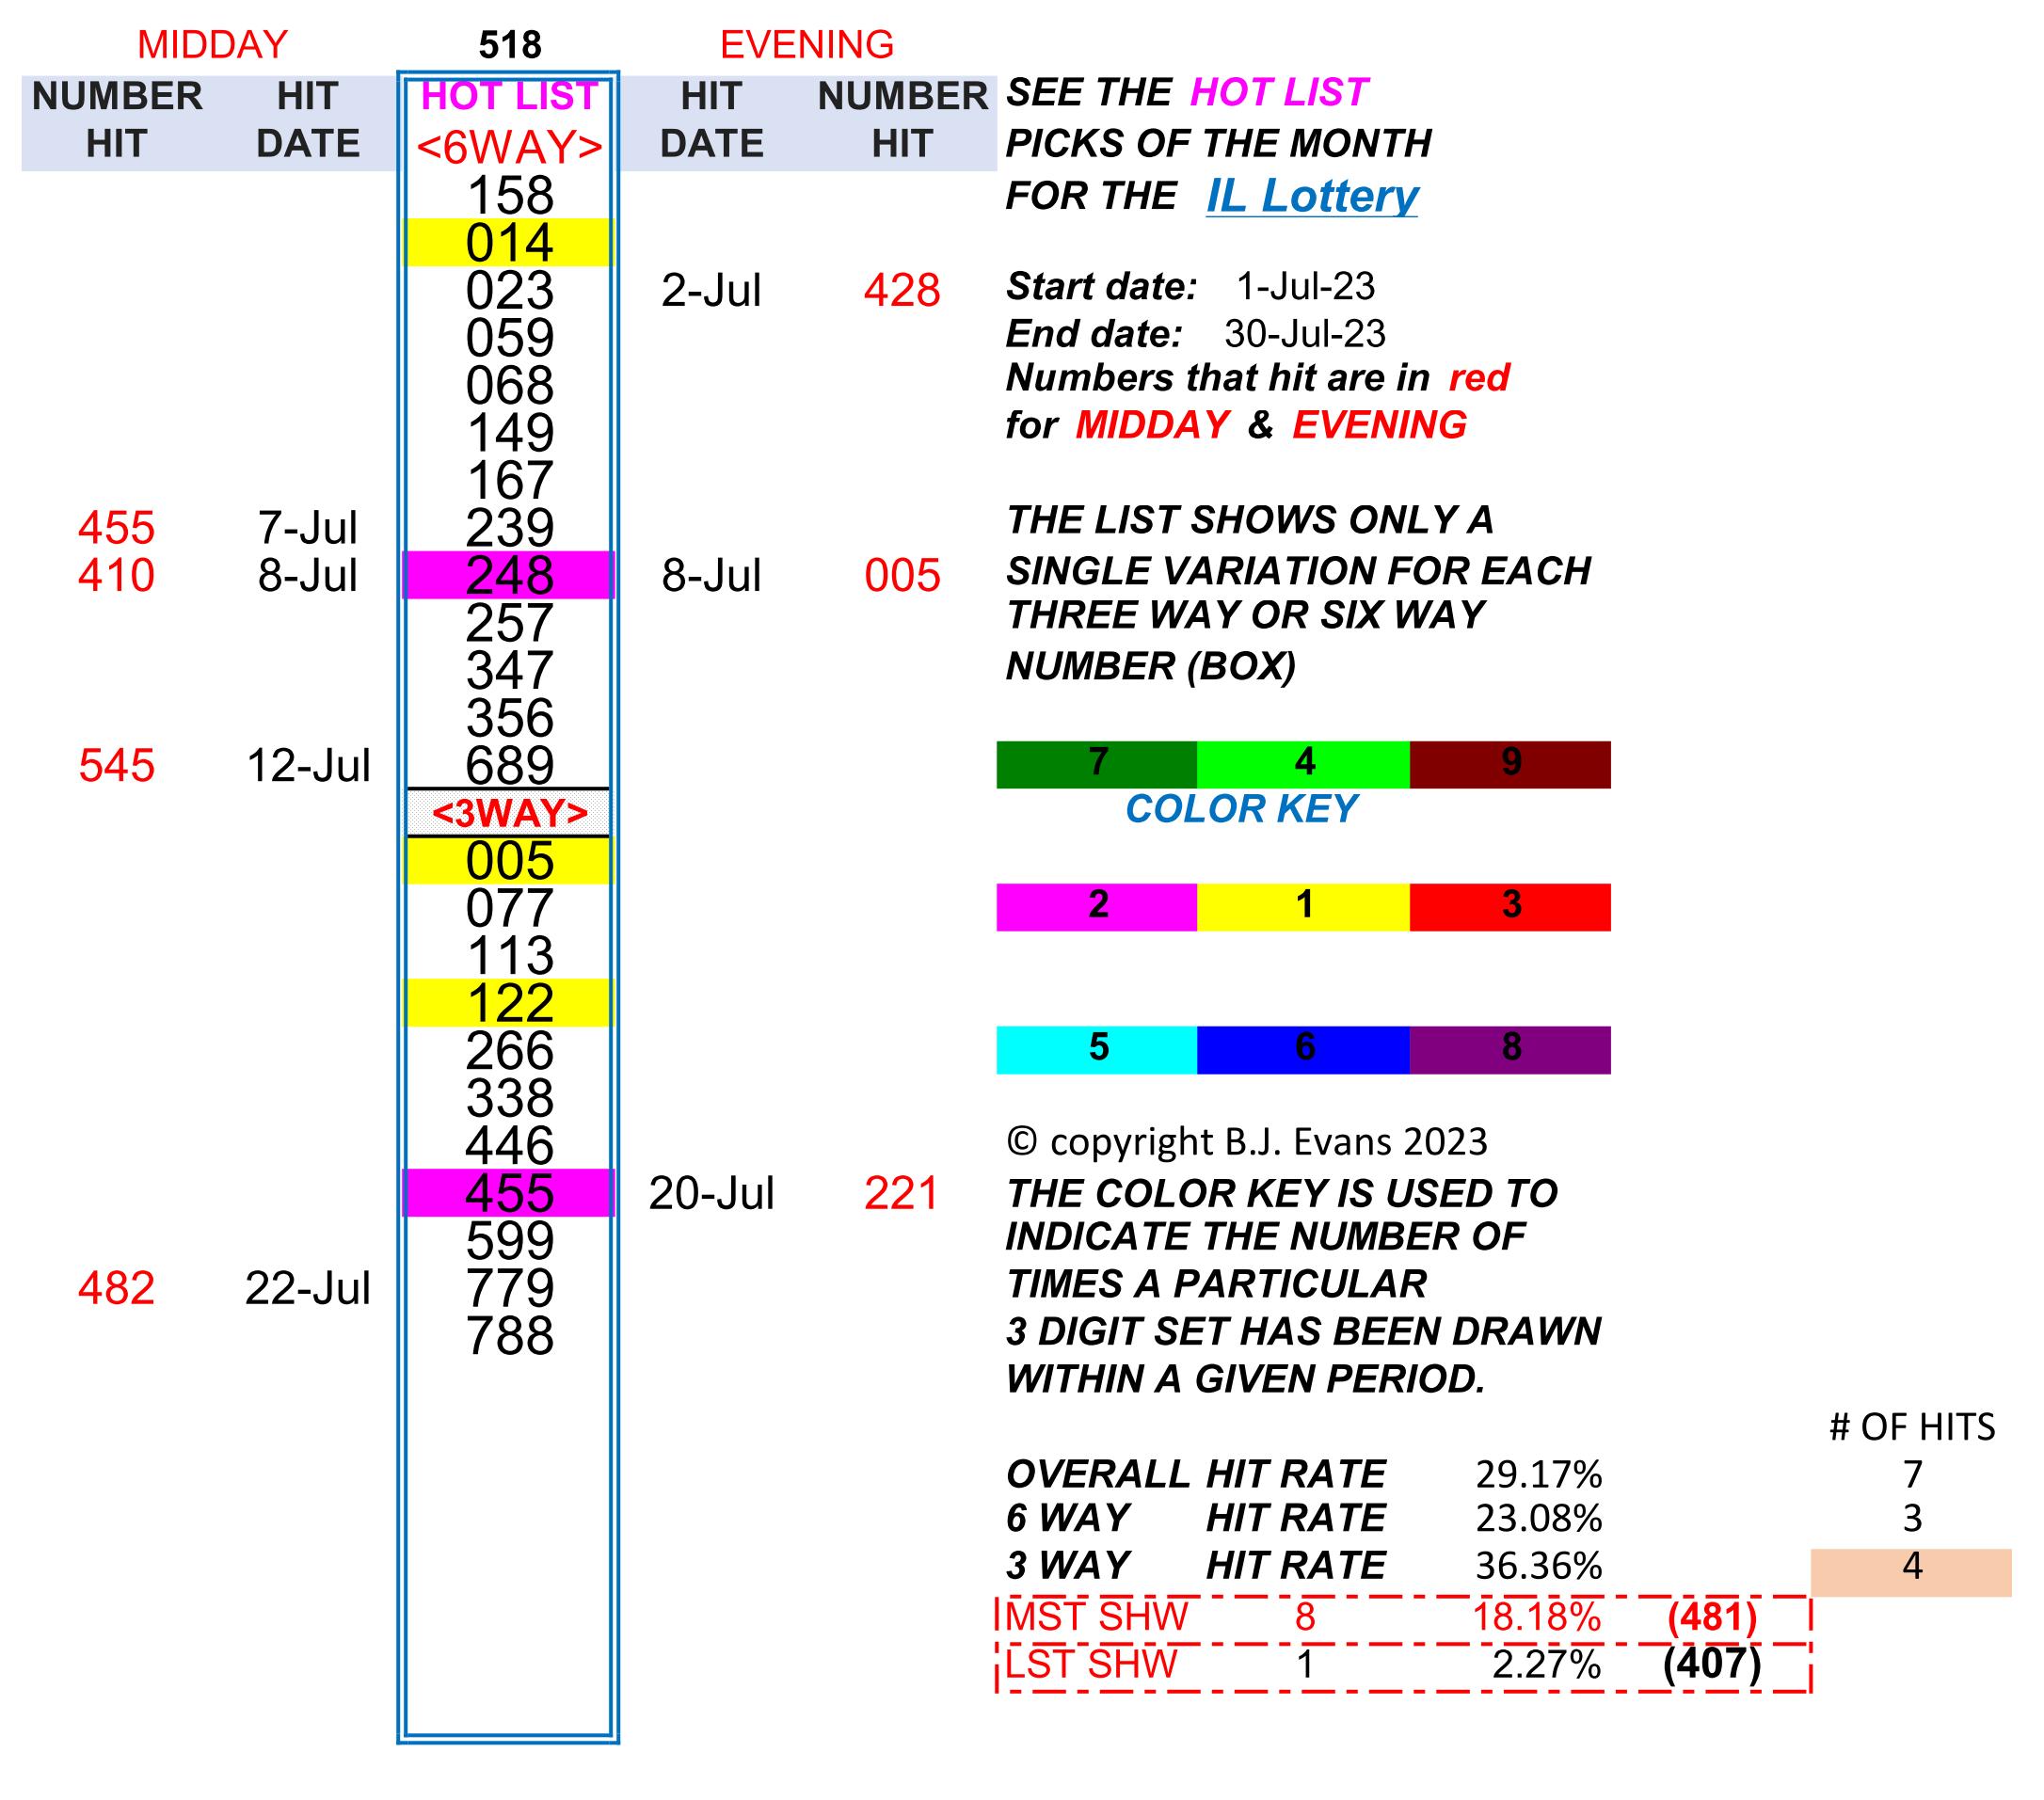 MIDDAY 518 EVENING
NUMBER HIT HOT LIST HIT NUMBER SEE THE HOT LIST
HIT DATE <6WAY> DATE HIT PICKS OF THE MONTH
158 FOR THE IL Lottery
014
023 2-Jul 428 Start date: 1-Jul-23
059 End date: 30-Jul-23
068 Numbers that hit are in red
149 for MIDDAY & EVENING
167
455 7-Jul 239 THE LIST SHOWS ONLY A
410 8-Jul 248 8-Jul 005 SINGLE VARIATION FOR EACH
257 THREE WAY OR SIX WAY
347 NUMBER (BOX)
356
545 12-Jul 689 7 4 9
<3WAY> COLOR KEY
005
077 2 1 3
113
122
266 5 6 8
338
446 © copyright B.J. Evans 2023
455 20-Jul 221 THE COLOR KEY IS USED TO
599 INDICATE THE NUMBER OF
482 22-Jul 779 TIMES A PARTICULAR
788 3 DIGIT SET HAS BEEN DRAWN
WITHIN A GIVEN PERIOD.
# OF HITS
OVERALL HIT RATE 29.17% 7
6 WAY HIT RATE 23.08% 3
3 WAY HIT RATE 36.36% 4
MST SHW 8 18.18% (481)
LST SHW 1 2.27% (407)